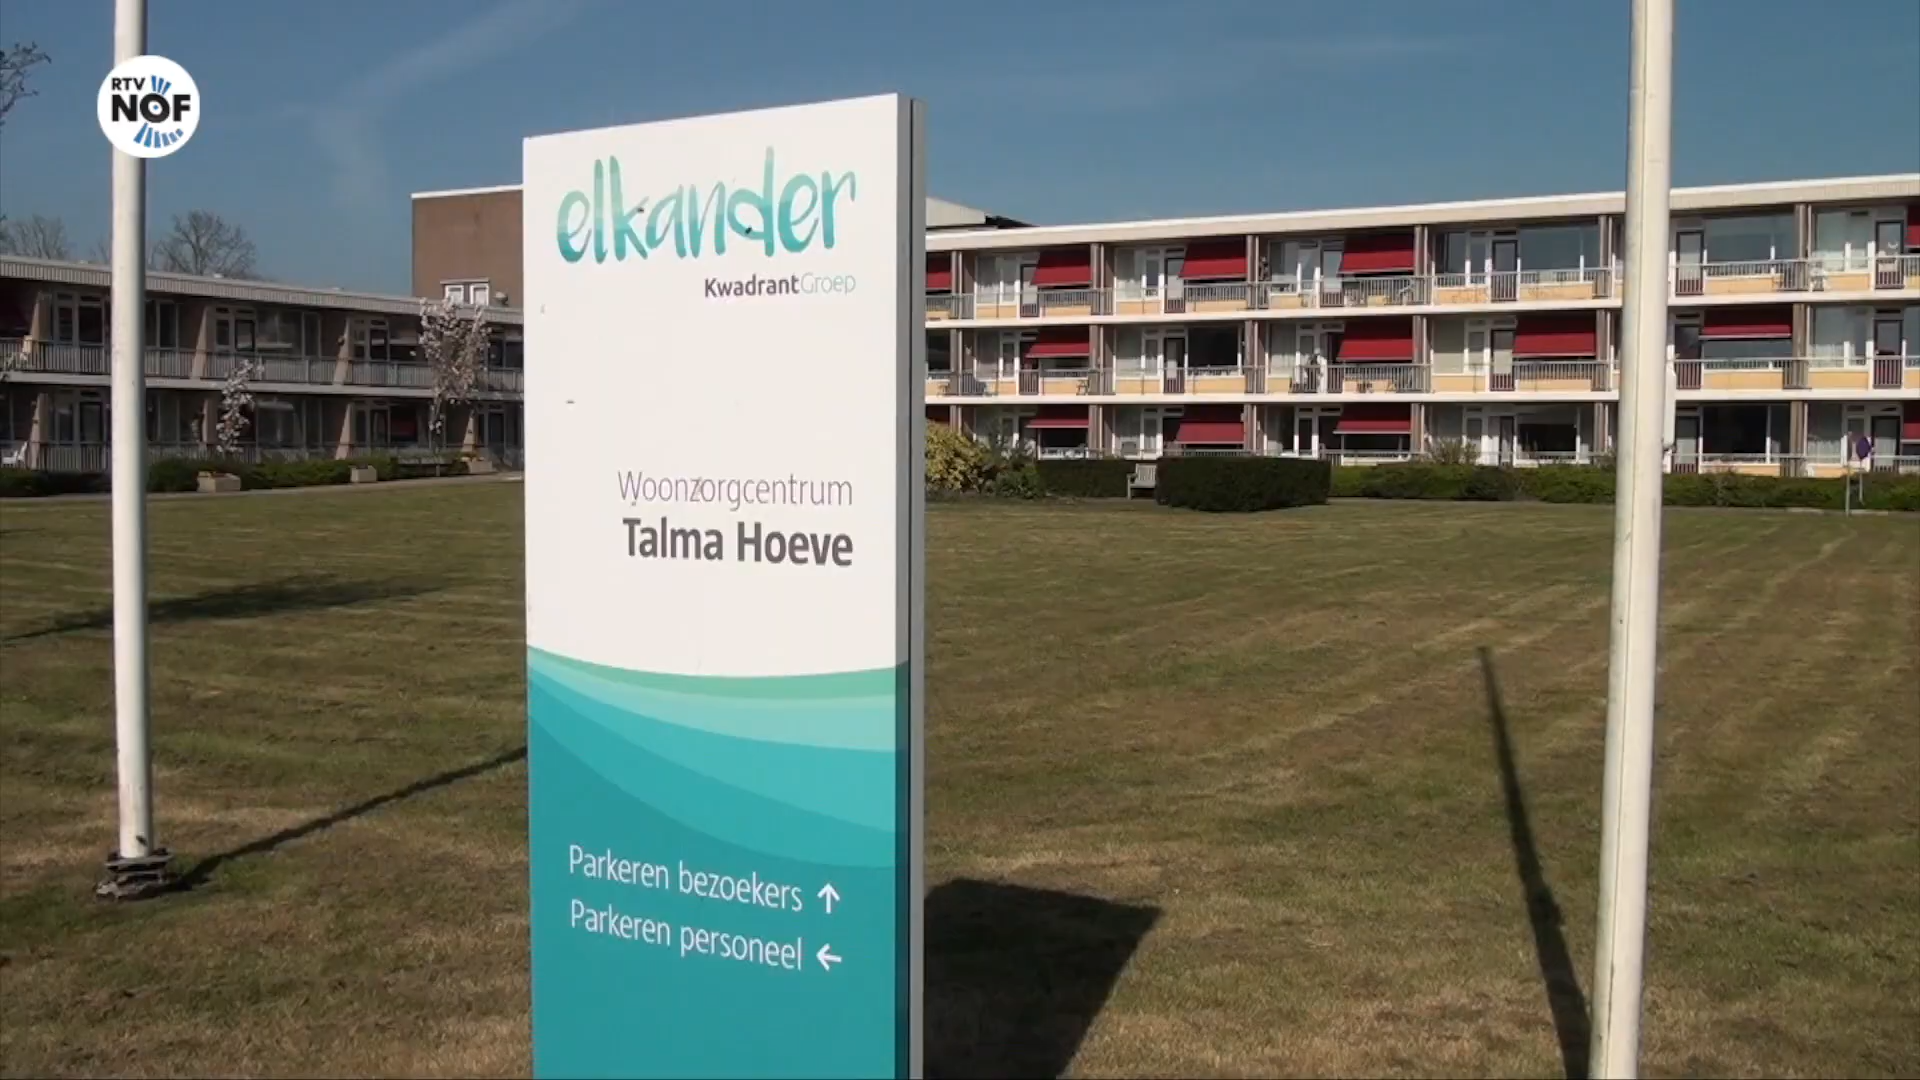 RTV
NOF
elkander
KwadrantGroep
Woonzorgcentrum
Talma Hoeve
Parkeren bezoekers ↑
Parkeren personeel ←